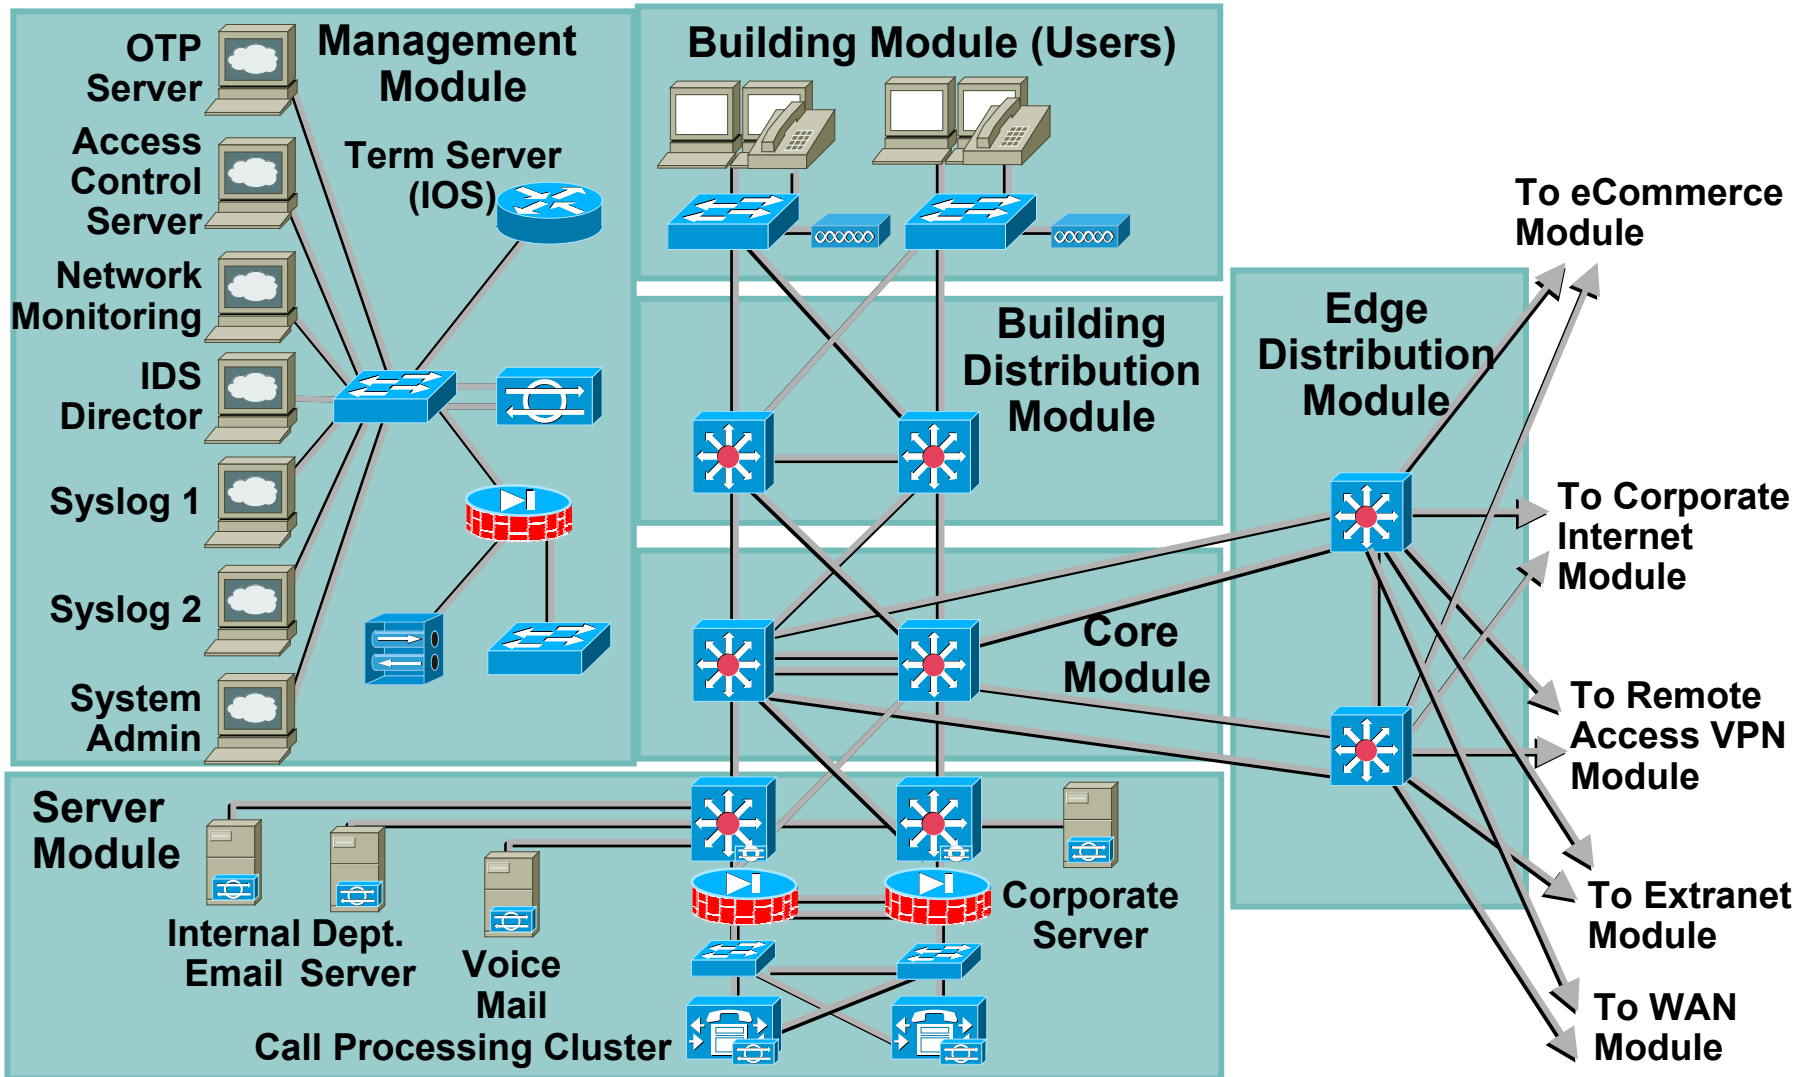 Management
Module
OTP
Server
Access
Control
Server
Network
Monitoring
IDS
Director
Syslog 1
Syslog 2
System
Admin
Term Server
(IOS)
Building Module (Users)
Building
Distribution
Module
Core
Module
Edge
Distribution
Module
To eCommerce
Module
To Corporate
Internet
Module
To Remote
Access VPN
Module
To Extranet
Module
To WAN
Module
Server
Module
Internal
Email
Dept.
Server
Voice
Mail
Call Processing Cluster
Corporate
Server